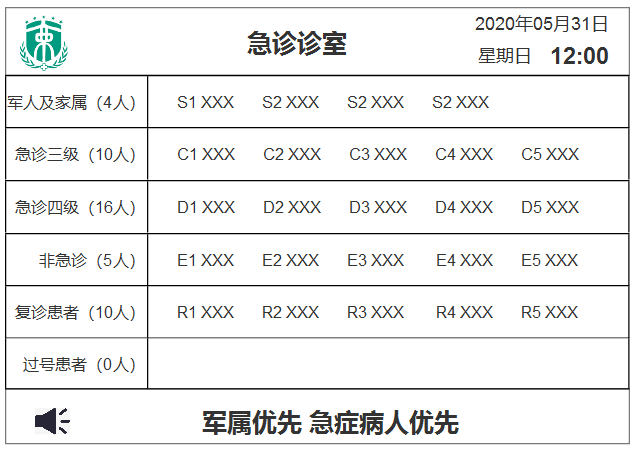 急诊诊室
2020年05月31日
星期日 12:00
军人及家属（4人） S1 XXX S2 XXX S2 XXX S2 XXX
急诊三级（10人） C1 XXX C2 XXX C3 XXX C4 XXX C5 XXX
急诊四级（16人） D1 XXX D2 XXX D3 XXX D4 XXX D5 XXX
非急诊（5人） E1 XXX E2 XXX E3 XXX E4 XXX E5 XXX
复诊患者（10人） R1 XXX R2 XXX R3 XXX R4 XXX R5 XXX
过号患者（0人）
军属优先 急症病人优先